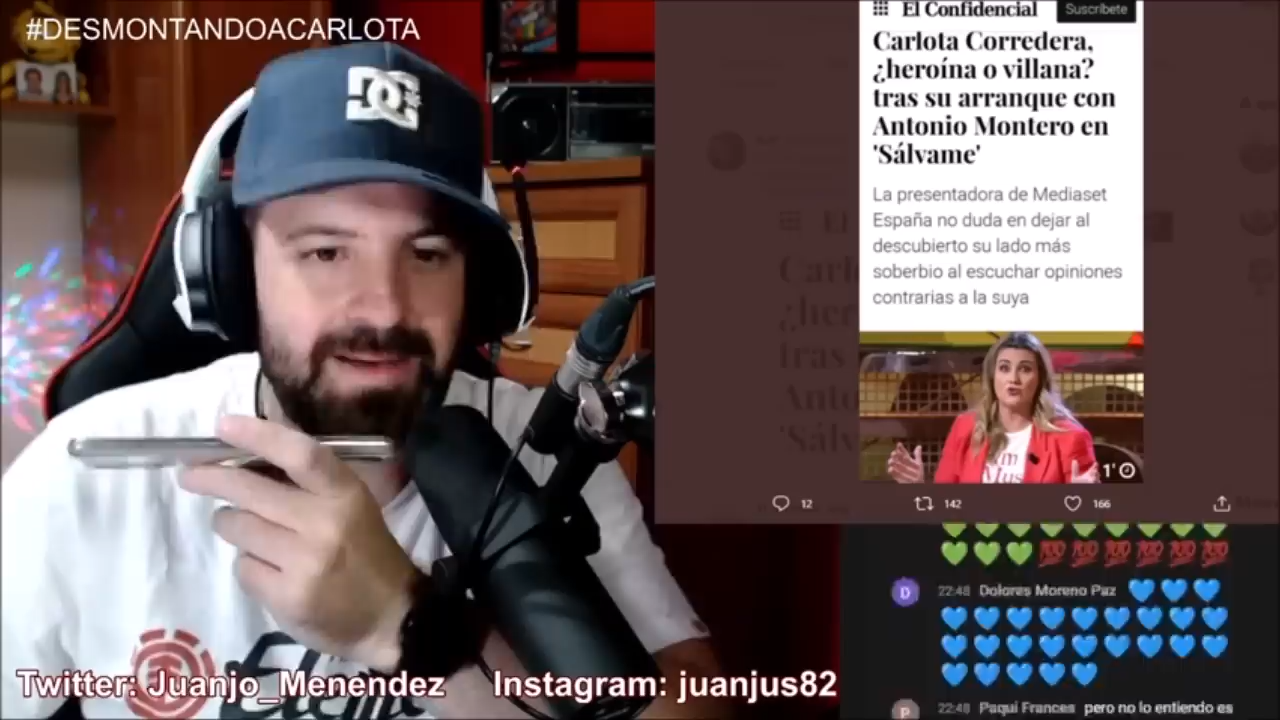 #DESMONTANDOACARLOTA
El Confidencial
Suscríbete
Carlota Corredera,
¿heroína o villana?
tras su arranque con
Antonio Montero en
'Sálvame'
La presentadora de Mediaset
España no duda en dejar al
descubierto su lado más
soberbio al escuchar opiniones
contrarias a la suya
1'
12
142
166
D
22:48 Dolores Moreno Paz
P
22:48 Paqui Frances pero no lo entiendo es
DC
Twitter: Juanjo_Menendez
Instagram: juanjus82